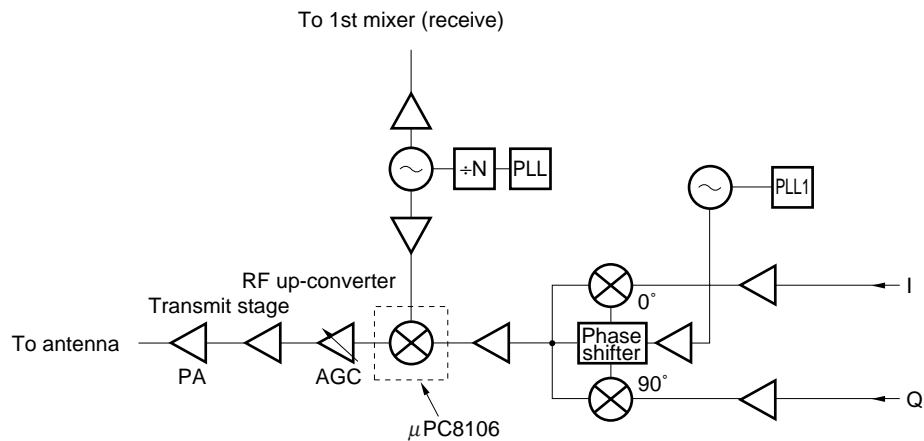 To 1st mixer (receive)
÷N
PLL
PLL1
RF up-converter
Transmit stage
0°
I
To antenna
Phase
shifter
PA
AGC
90°
Q
μPC8106